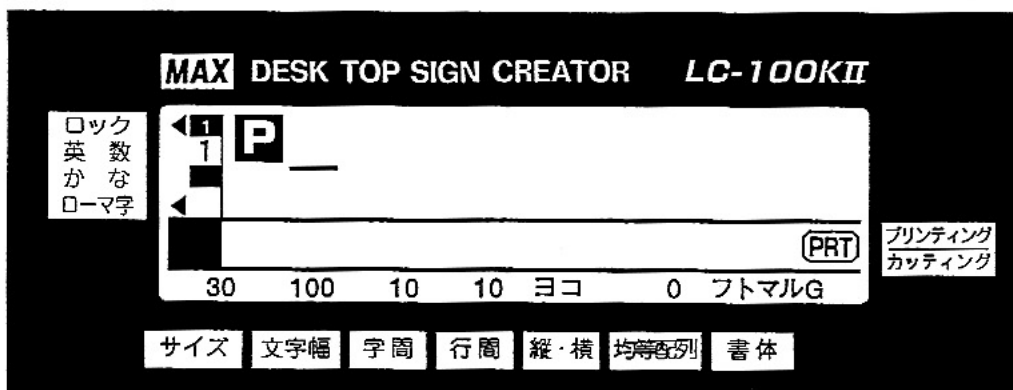 MAX DESK TOP SIGN CREATOR LC-100KII
ロック
英数
かな
ローマ字
1
1
P
PRT
プリンティング
カッティング
30 100 10 10 ヨコ 0 フトマルG
サイズ 文字幅 字間 行間 縦・横 均等配列 書体